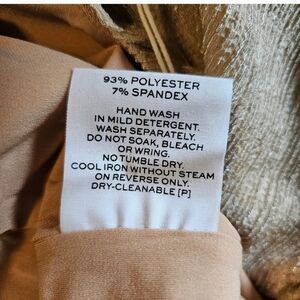 93% POLYESTER
7% SPANDEX
HAND WASH
IN MILD DETERGENT.
WASH SEPARATELY.
DO NOT SOAK, BLEACH
OR WRING.
NO TUMBLE DRY.
COOL IRON WITHOUT STEAM
ON REVERSE ONLY.
DRY-CLEANABLE [P]